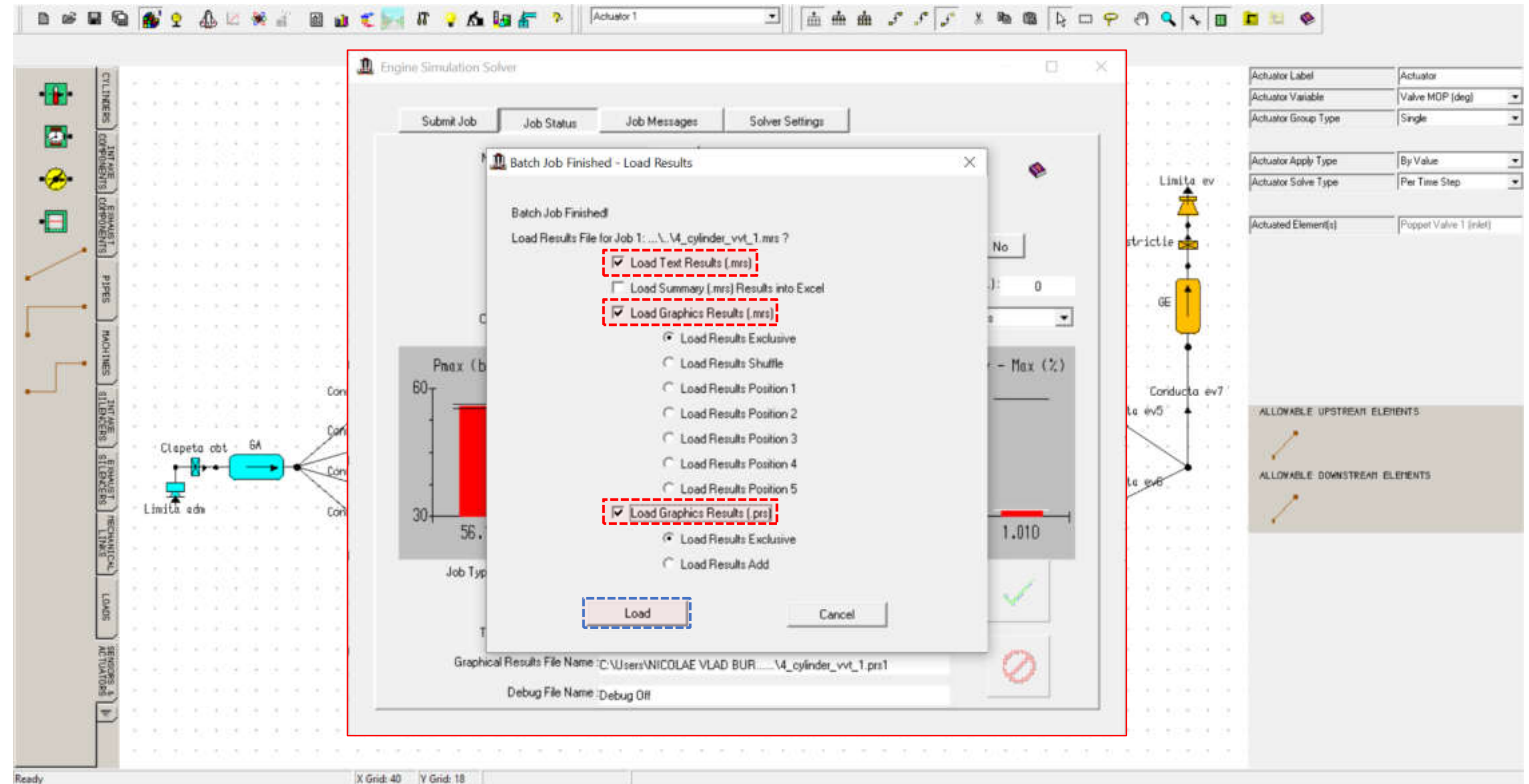 Actuator 1
CYLINDERS
INTAKE COMPONENTS
EXHAUST COMPONENTS
PIPES
MACHINES
INTAKE SILENCERS
EXHAUST SILENCERS
MECHANICAL LINKS
LOADS
SENSORS & ACTUATORS
Clapeta obt
GA
Limita adm
Con
Con
Con
Con
Engine Simulation Solver
Submit Job
Job Status
Job Messages
Solver Settings
Batch Job Finished - Load Results
Batch Job Finished!
Load Results File for Job 1: ...\..\4_cylinder_vvt_1.mrs ?
Load Text Results (.mrs)
Load Summary (.mrs) Results into Excel
Load Graphics Results (.mrs)
Load Results Exclusive
Load Results Shuffle
Load Results Position 1
Load Results Position 2
Load Results Position 3
Load Results Position 4
Load Results Position 5
Load Graphics Results (.prs)
Load Results Exclusive
Load Results Add
Load
Cancel
No
0
Pmax (b
60
30
56.
- Max (%)
1.010
Job Typ
Graphical Results File Name :
C:\Users\NICOLAE VLAD BUR......\4_cylinder_vvt_1.prs1
Debug File Name :
Debug Off
Limita ev
strictie
GE
Conducta ev7
ta ev5
ta ev6
Actuator Label
Actuator
Actuator Variable
Valve MOP (deg)
Actuator Group Type
Single
Actuator Apply Type
By Value
Actuator Solve Type
Per Time Step
Actuated Element(s)
Poppet Valve 1 (inlet)
ALLOWABLE UPSTREAM ELEMENTS
ALLOWABLE DOWNSTREAM ELEMENTS
Ready
X Grid: 40
Y Grid: 18